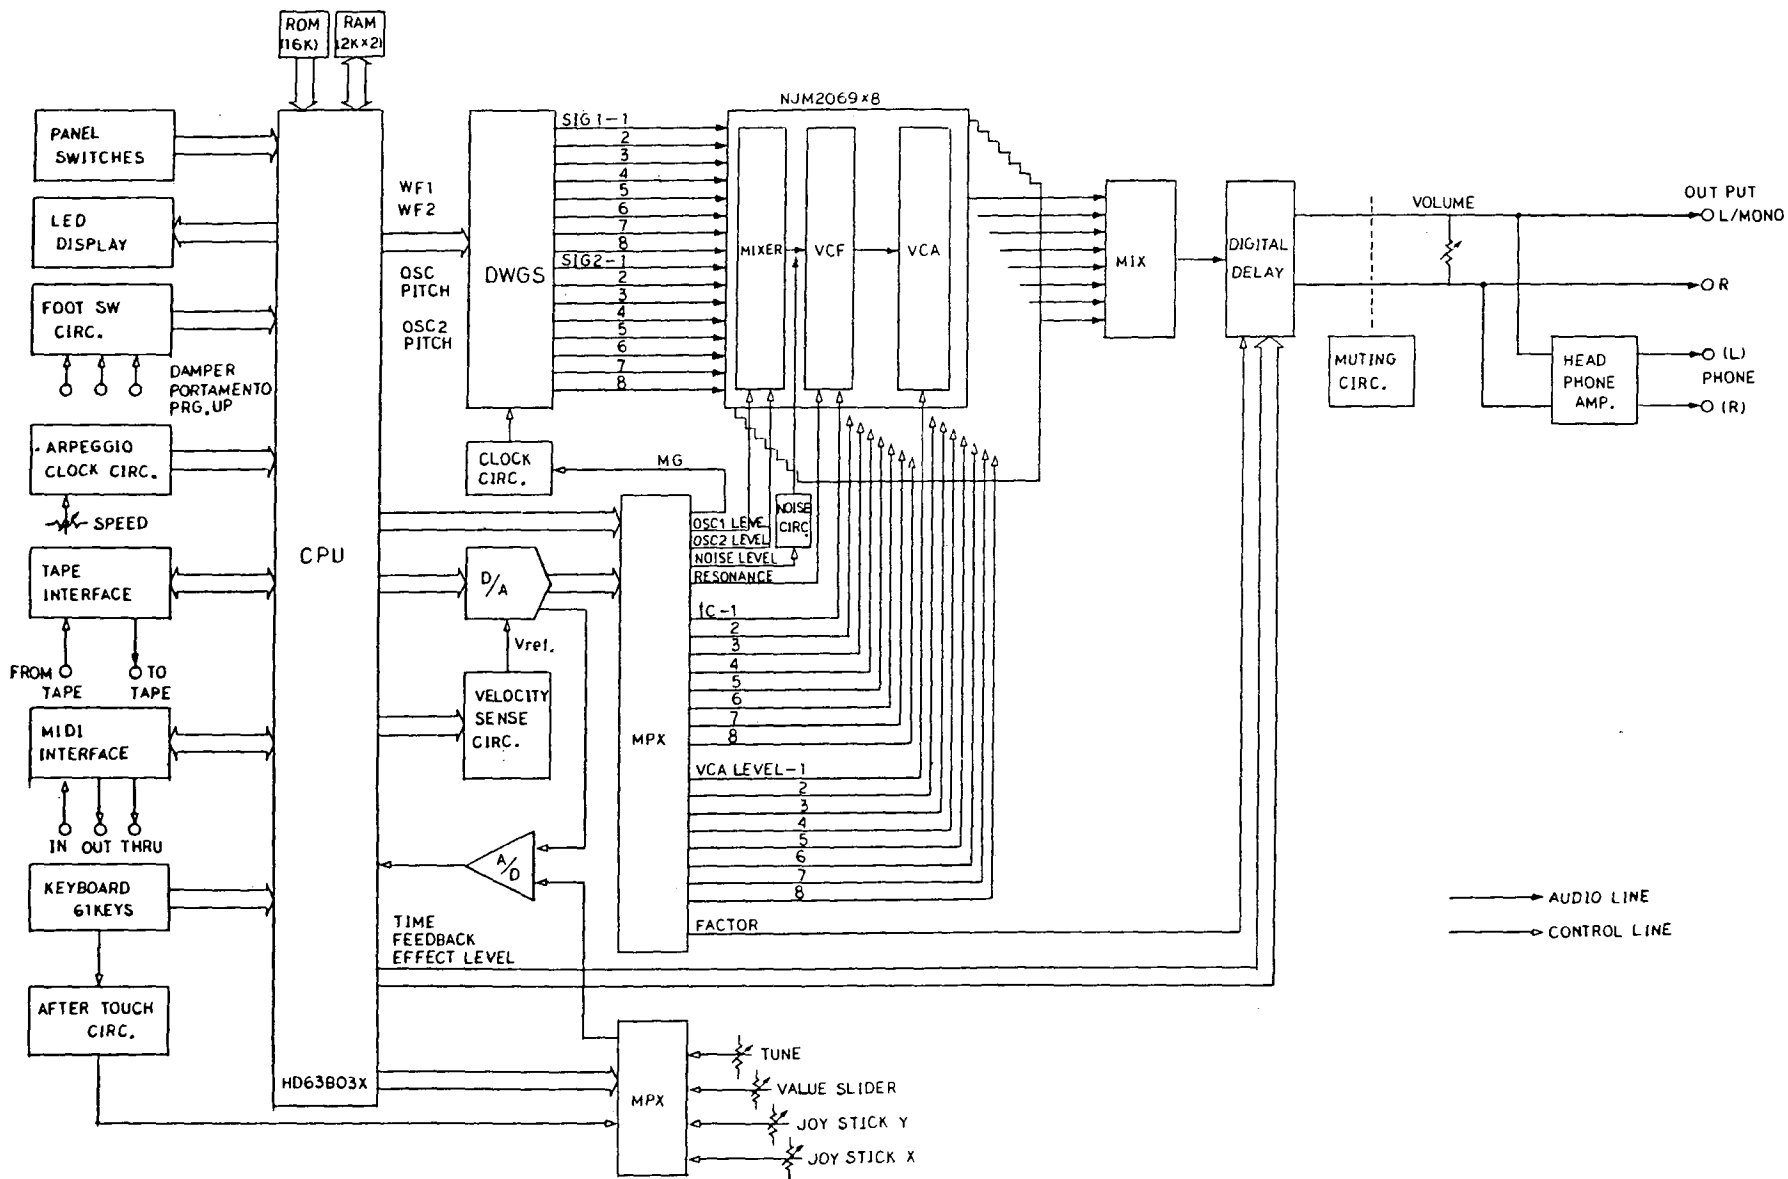 ROM
(16K)
RAM
(2K×2)
PANEL
SWITCHES
LED
DISPLAY
FOOT SW
CIRC.
DAMPER
PORTAMENTO
PRG.UP
ARPEGGIO
CLOCK CIRC.
SPEED
TAPE
INTERFACE
FROM
TAPE
TO
TAPE
MIDI
INTERFACE
IN OUT THRU
KEYBOARD
61KEYS
AFTER TOUCH
CIRC.
CPU
HD63B03X
WF1
WF2
OSC
PITCH
OSC2
PITCH
DWGS
CLOCK
CIRC.
MG
D/A
Vref.
VELOCITY
SENSE
CIRC.
A/D
TIME
FEEDBACK
EFFECT LEVEL
SIG1-1
2
3
4
5
6
7
8
SIG2-1
2
3
4
5
6
7
8
NJM2069×8
MIXER
VCF
VCA
NOISE
CIRC.
MPX
OSC1 LEVEL
OSC2 LEVEL
NOISE LEVEL
RESONANCE
fC-1
2
3
4
5
6
7
8
VCA LEVEL-1
2
3
4
5
6
7
8
FACTOR
MPX
TUNE
VALUE SLIDER
JOY STICK Y
JOY STICK X
MIX
DIGITAL
DELAY
MUTING
CIRC.
VOLUME
OUT PUT
L/MONO
R
HEAD
PHONE
AMP.
(L)
PHONE
(R)
AUDIO LINE
CONTROL LINE